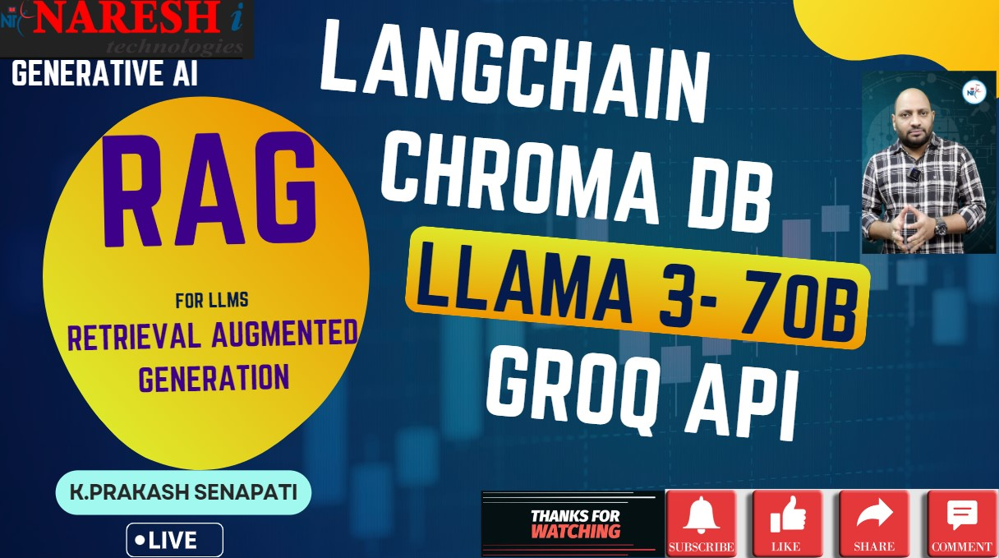 NARESH i
technologies
GENERATIVE AI
RAG
FOR LLMS
RETRIEVAL AUGMENTED
GENERATION
K.PRAKASH SENAPATI
LIVE
LANGCHAIN
CHROMA DB
LLAMA 3- 70B
GROQ API
THANKS FOR
WATCHING
SUBSCRIBE
LIKE
SHARE
COMMENT